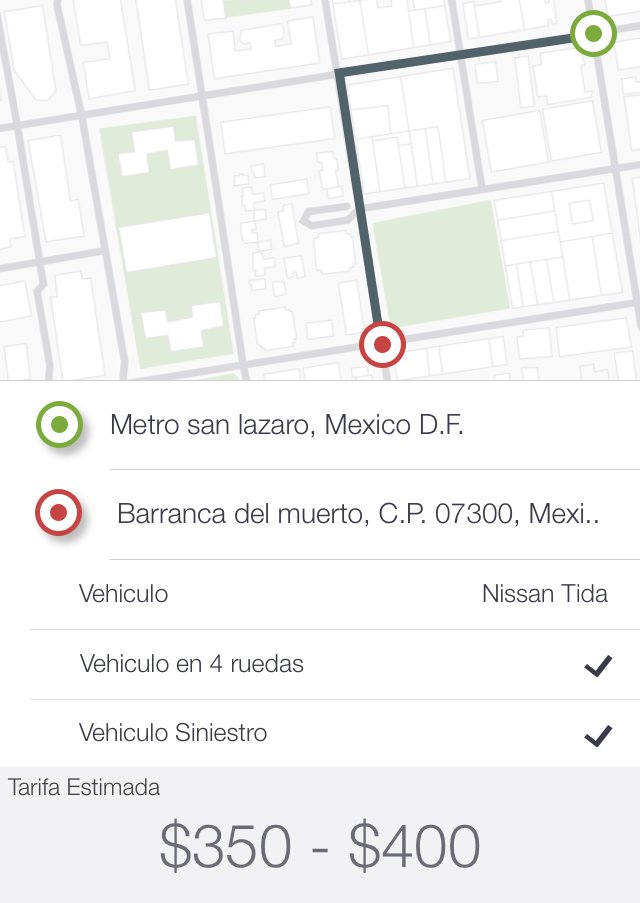 Metro san lazaro, Mexico D.F.
Barranca del muerto, C.P. 07300, Mexi..
Vehiculo Nissan Tida
Vehiculo en 4 ruedas
Vehiculo Siniestro
Tarifa Estimada
$350 - $400